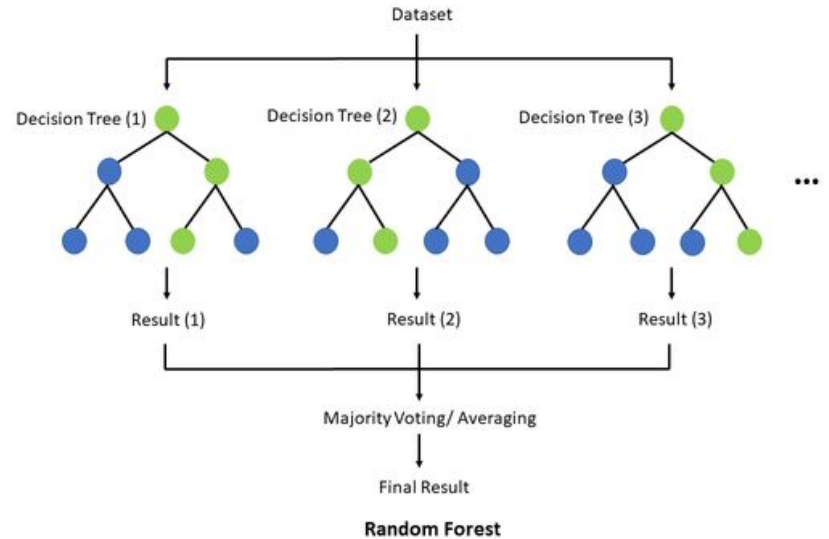 Dataset
Decision Tree (1)
Decision Tree (2)
Decision Tree (3)
...
Result (1)
Result (2)
Result (3)
Majority Voting/ Averaging
Final Result
Random Forest